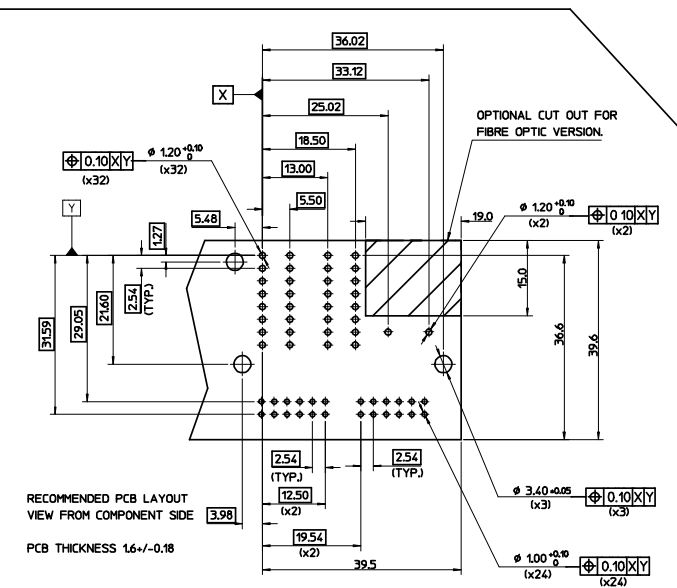 36.02
33.12
X
25.02
OPTIONAL CUT OUT FOR
FIBRE OPTIC VERSION.
18.50
⌖ 0.10 X Y
(x32)
ø 1.20 +0.10 0
(x32)
13.00
Y
5.50
5.48
19.0
ø 1.20 +0.10 0
(x2)
⌖ 0 10 X Y
(x2)
1.27
2.54
(TYP.)
15.0
21.60
29.05
31.59
36.6
39.6
2.54
(TYP.)
2.54
(TYP.)
12.50
(x2)
RECOMMENDED PCB LAYOUT
VIEW FROM COMPONENT SIDE
3.98
ø 3.40 ±0.05
(x3)
⌖ 0.10 X Y
(x3)
19.54
(x2)
PCB THICKNESS 1.6+/-0.18
39.5
ø 1.00 +0.10 0
(x24)
⌖ 0.10 X Y
(x24)